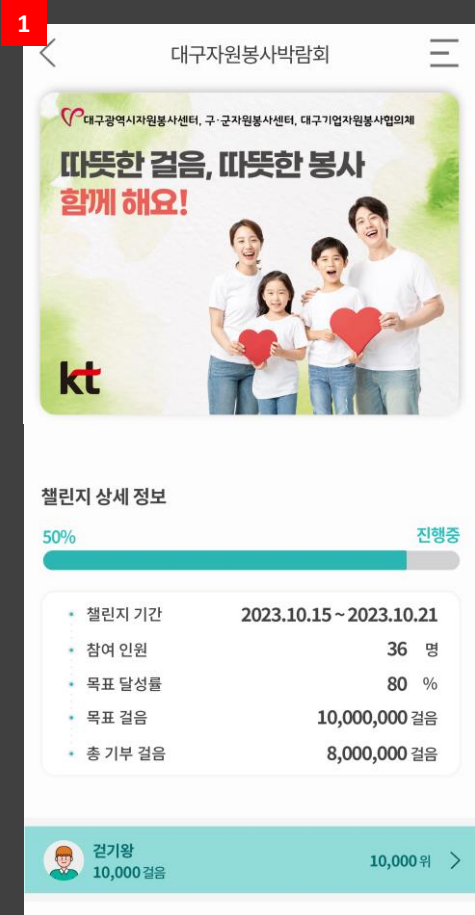 1
대구자원봉사박람회
대구광역시자원봉사센터, 구·군자원봉사센터, 대구기업자원봉사협의체
따뜻한 걸음, 따뜻한 봉사
함께 해요!
kt
챌린지 상세 정보
50% 진행중
챌린지 기간 2023.10.15 ~ 2023.10.21
참여 인원 36 명
목표 달성률 80 %
목표 걸음 10,000,000 걸음
총 기부 걸음 8,000,000 걸음
걷기왕
10,000 걸음 10,000 위